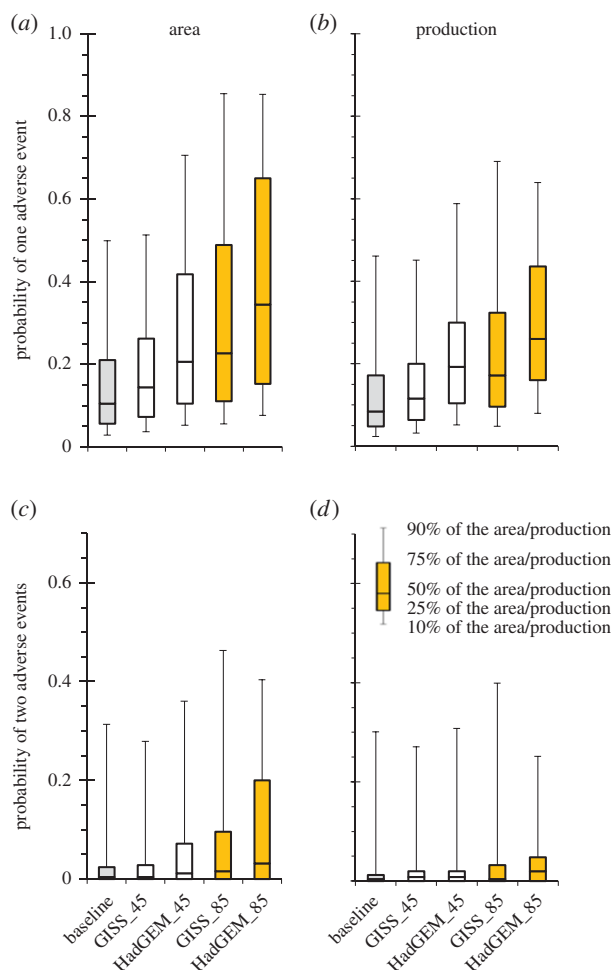 (a) area
(b) production
probability of one adverse event
1.0
0.8
0.6
0.4
0.2
0
(c)
(d)
probability of two adverse events
0.6
0.4
0.2
0
90% of the area/production
75% of the area/production
50% of the area/production
25% of the area/production
10% of the area/production
baseline
GISS_45
HadGEM_45
GISS_85
HadGEM_85
baseline
GISS_45
HadGEM_45
GISS_85
HadGEM_85